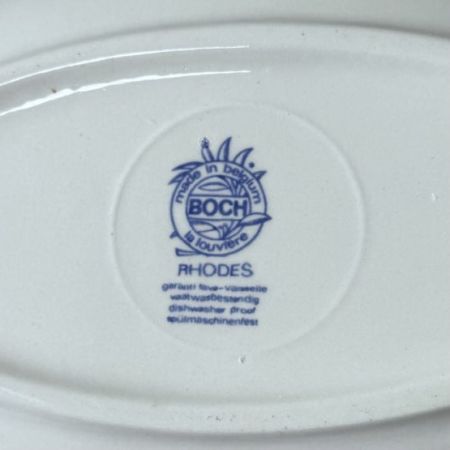 made in belgium
BOCH
la louvière
RHODES
garanti lave-vaisselle
vaatwasbestendig
dishwasher proof
spülmaschinenfest